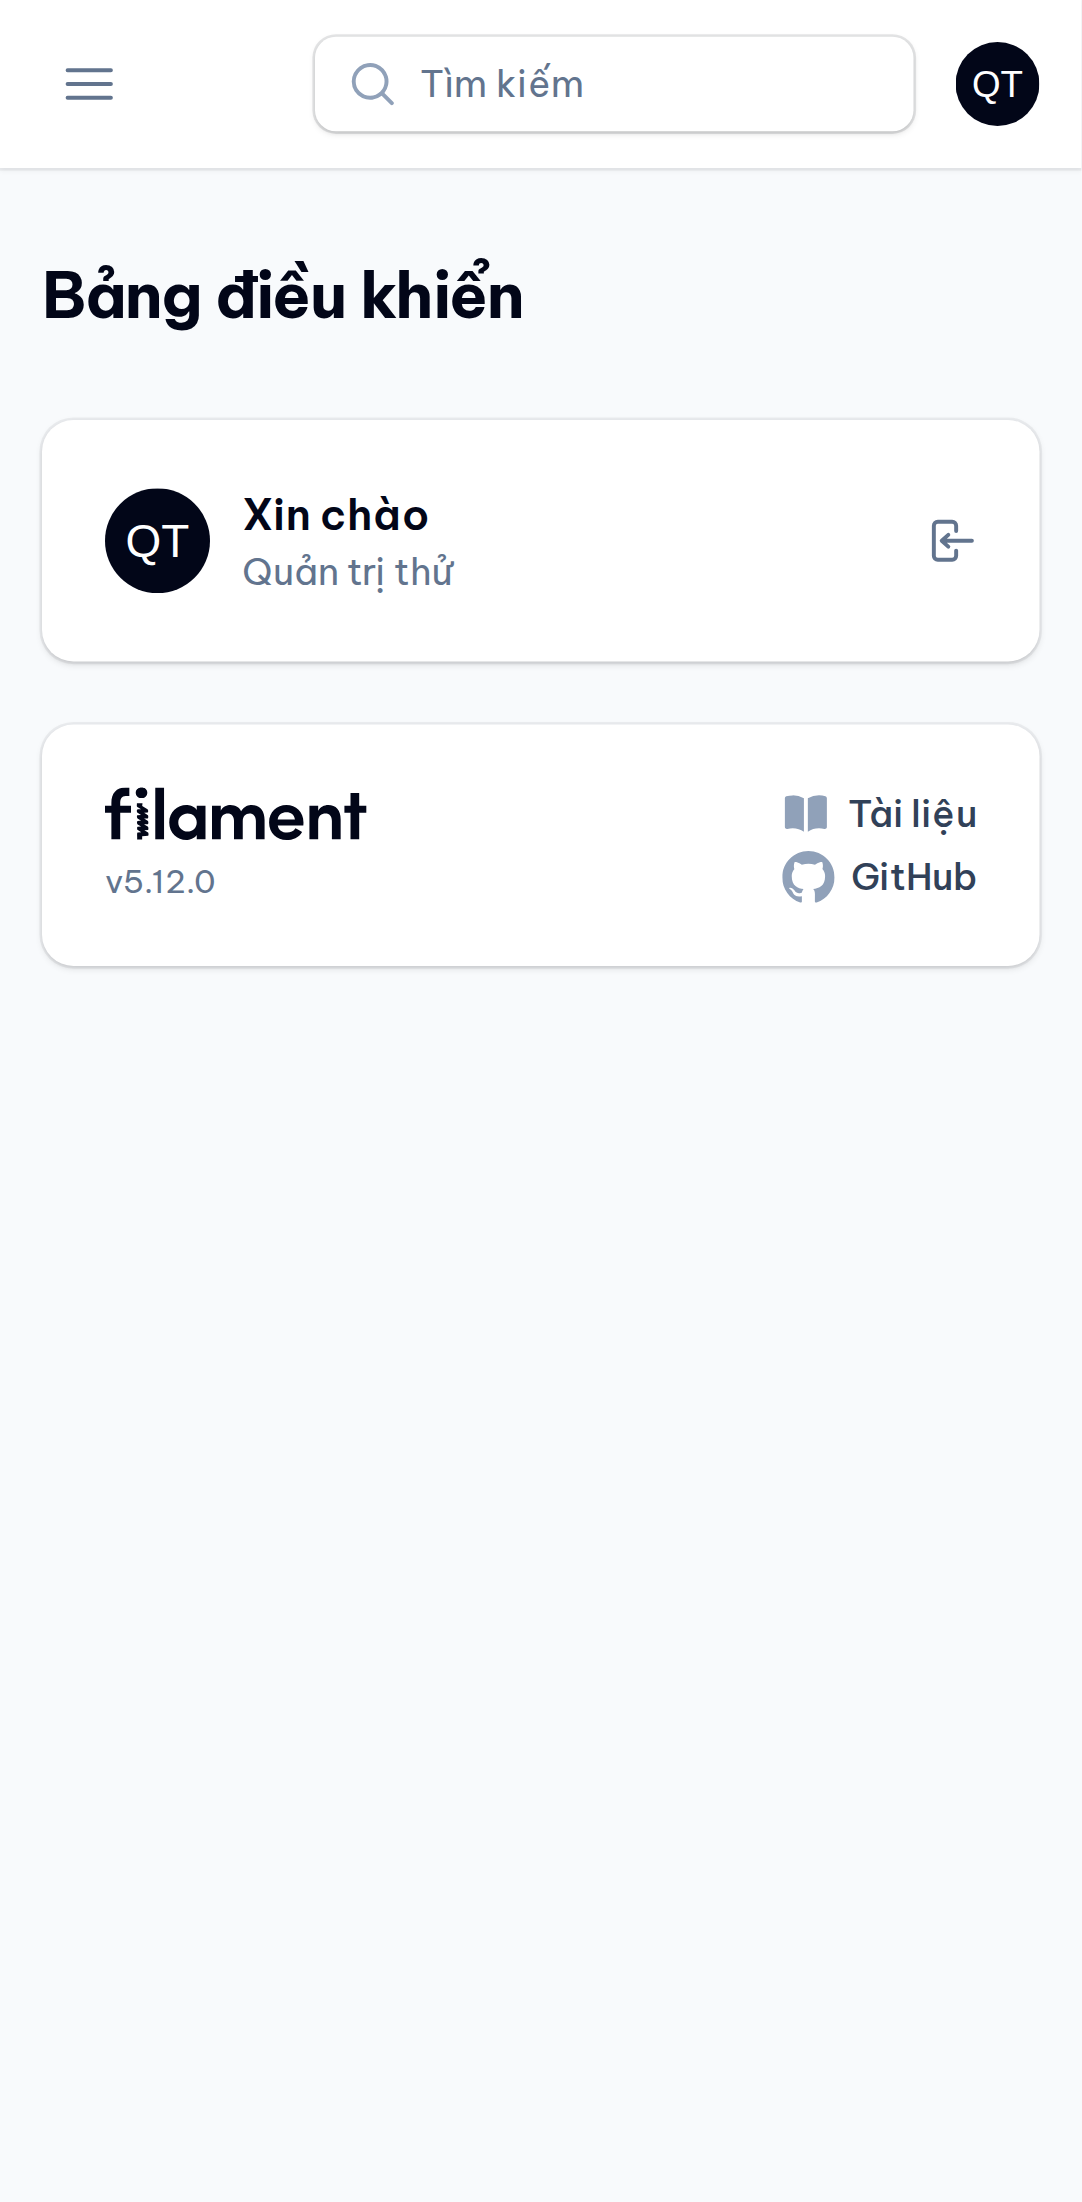 Tìm kiếm
QT
Bảng điều khiển
QT
Xin chào
Quản trị thử
filament
v5.12.0
Tài liệu
GitHub